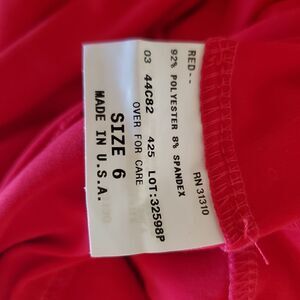 RED--
92% POLYESTER 8% SPANDEX
RN 31310
03 44C82 425 LOT:32598P
OVER FOR CARE
SIZE 6
MADE IN U.S.A.